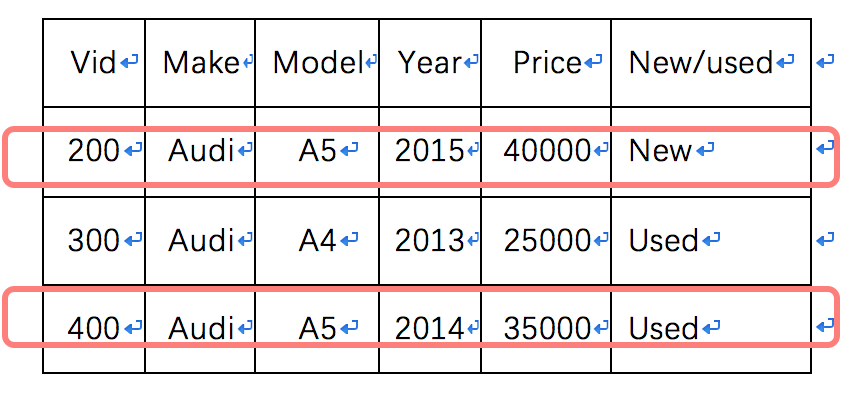 Vid Make Model Year Price New/used
200 Audi A5 2015 40000 New
300 Audi A4 2013 25000 Used
400 Audi A5 2014 35000 Used